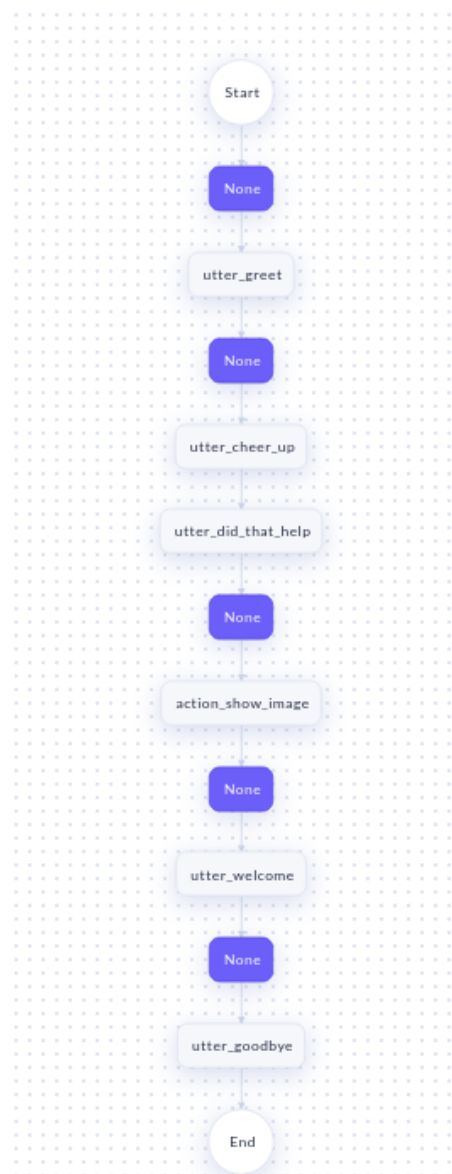 Start
None
utter_greet
None
utter_cheer_up
utter_did_that_help
None
action_show_image
None
utter_welcome
None
utter_goodbye
End